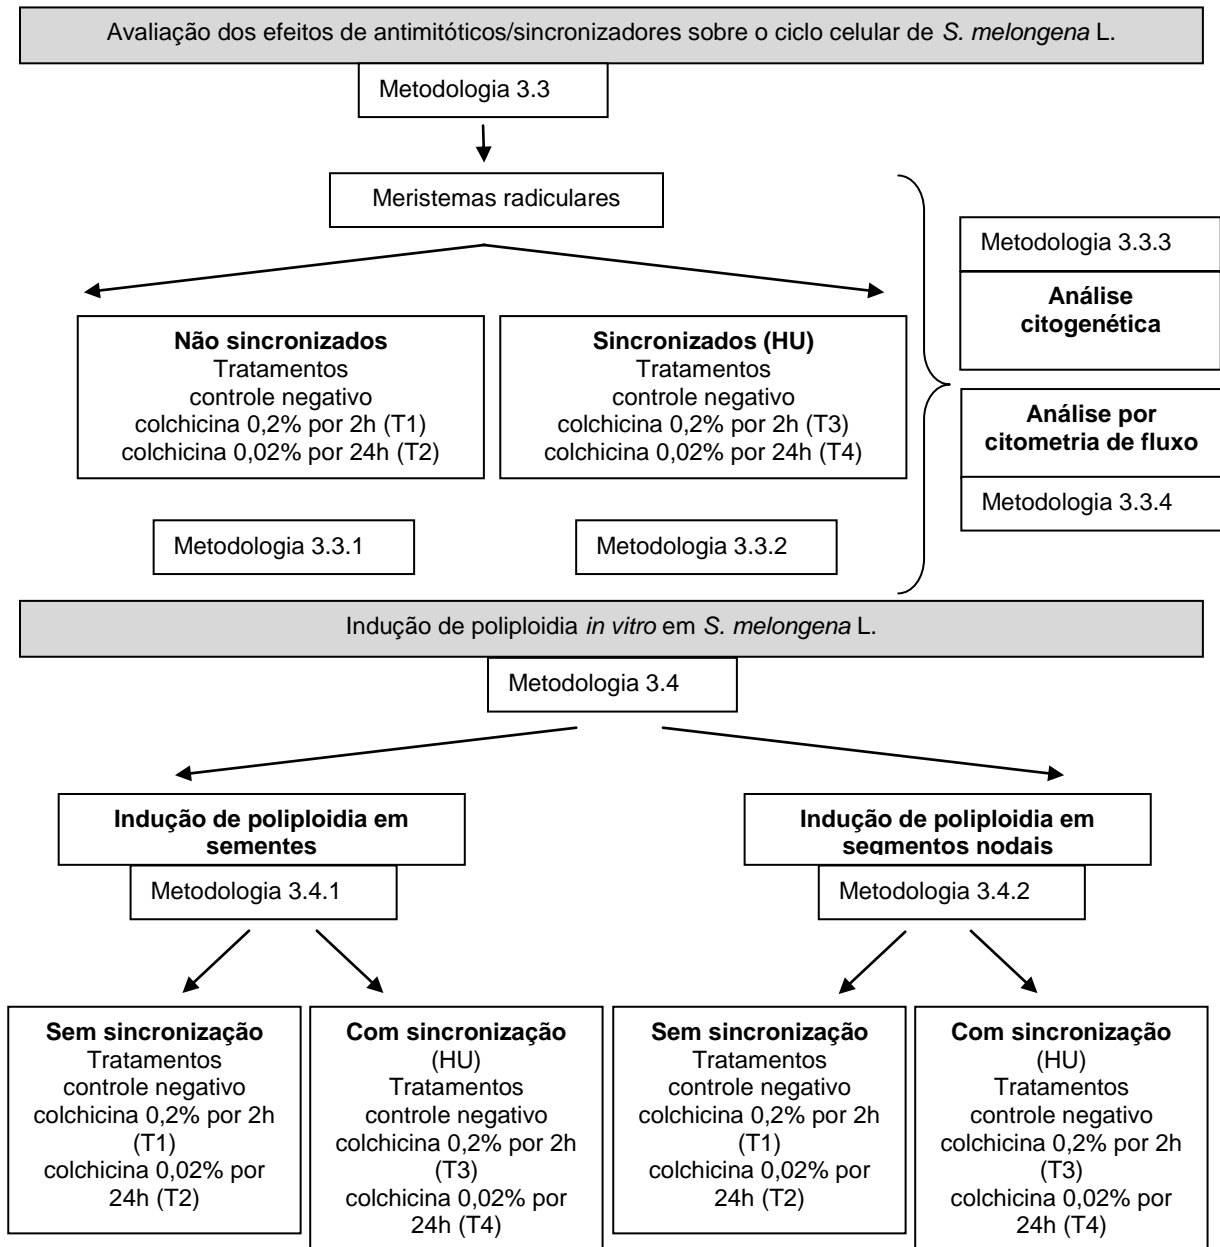 Avaliação dos efeitos de antimitóticos/sincronizadores sobre o ciclo celular de S. melongena L.
Metodologia 3.3
Meristemas radiculares
Não sincronizados
Tratamentos
controle negativo
colchicina 0,2% por 2h (T1)
colchicina 0,02% por 24h (T2)
Metodologia 3.3.1
Sincronizados (HU)
Tratamentos
controle negativo
colchicina 0,2% por 2h (T3)
colchicina 0,02% por 24h (T4)
Metodologia 3.3.2
Metodologia 3.3.3
Análise
citogenética
Análise por
citometria de fluxo
Metodologia 3.3.4
Indução de poliploidia in vitro em S. melongena L.
Metodologia 3.4
Indução de poliploidia em
sementes
Metodologia 3.4.1
Indução de poliploidia em
segmentos nodais
Metodologia 3.4.2
Sem sincronização
Tratamentos
controle negativo
colchicina 0,2% por 2h
(T1)
colchicina 0,02% por
24h (T2)
Com sincronização
(HU)
Tratamentos
controle negativo
colchicina 0,2% por 2h
(T3)
colchicina 0,02% por
24h (T4)
Sem sincronização
Tratamentos
controle negativo
colchicina 0,2% por 2h
(T1)
colchicina 0,02% por
24h (T2)
Com sincronização
(HU)
Tratamentos
controle negativo
colchicina 0,2% por 2h
(T3)
colchicina 0,02% por
24h (T4)